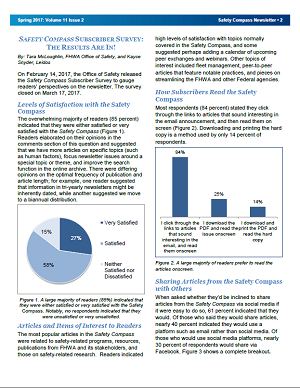 Spring 2017: Volume 11 Issue 2
Safety Compass Newsletter • 2
SAFETY COMPASS SUBSCRIBER SURVEY:
THE RESULTS ARE IN!
By: Tara McLoughlin, FHWA Office of Safety, and Kayce
Snyder, Leidos
On February 14, 2017, the Office of Safety released
the Safety Compass Subscriber Survey to gauge
readers' perspectives on the newsletter. The survey
closed on March 17, 2017.
Levels of Satisfaction with the Safety
Compass
The overwhelming majority of readers (85 percent)
indicated that they were either satisfied or very
satisfied with the Safety Compass (Figure 1).
Readers elaborated on their opinions in the
comments section of this question and suggested
that we have more articles on specific topics (such
as human factors), focus newsletter issues around a
special topic or theme, and improve the search
function in the online archive. There were differing
opinions on the optimal frequency of publication and
article length, for example, one reader suggested
that information in tri-yearly newsletters might be
inherently dated, while another suggested we move
to a biannual distribution.
15%
27%
58%
Very Satisfied
Satisfied
Neither
Satisfied nor
Dissatisfied
Figure 1. A large majority of readers (85%) indicated that
they were either satisfied or very satisfied with the Safety
Compass. Notably, no respondents indicated that they
were unsatisfied or very unsatisfied.
Articles and Items of Interest to Readers
The most popular articles in the Safety Compass
were related to safety-related programs, resources,
publications from FHWA and its stakeholders, and
those on safety-related research. Readers indicated
high levels of satisfaction with topics normally
covered in the Safety Compass, and some
suggested perhaps adding a calendar of upcoming
peer exchanges and webinars. Other topics of
interest included fleet management, peer-to-peer
articles that feature notable practices, and pieces on
streamlining the FHWA and other Federal agencies.
How Subscribers Read the Safety
Compass
Most respondents (84 percent) stated they click
through the links to articles that sound interesting in
the email announcement, and then read them on
screen (Figure 2). Downloading and printing the hard
copy is a method used by only 14 percent of
respondents.
84%
25%
14%
I click through the
links to articles
that sound
interesting in the
email, and read
them onscreen
I download the
PDF and read the
issue onscreen
I download and
print the PDF and
read the hard
copy
Figure 2. A large majority of readers prefer to read the
articles onscreen.
Sharing Articles from the Safety Compass
with Others
When asked whether they'd be inclined to share
articles from the Safety Compass via social media if
it were easy to do so, 61 percent indicated that they
would. Of those who said they would share articles,
nearly 40 percent indicated they would use a
platform such as email rather than social media. Of
those who would use social media platforms, nearly
30 percent of respondents would share via
Facebook. Figure 3 shows a complete breakdown.